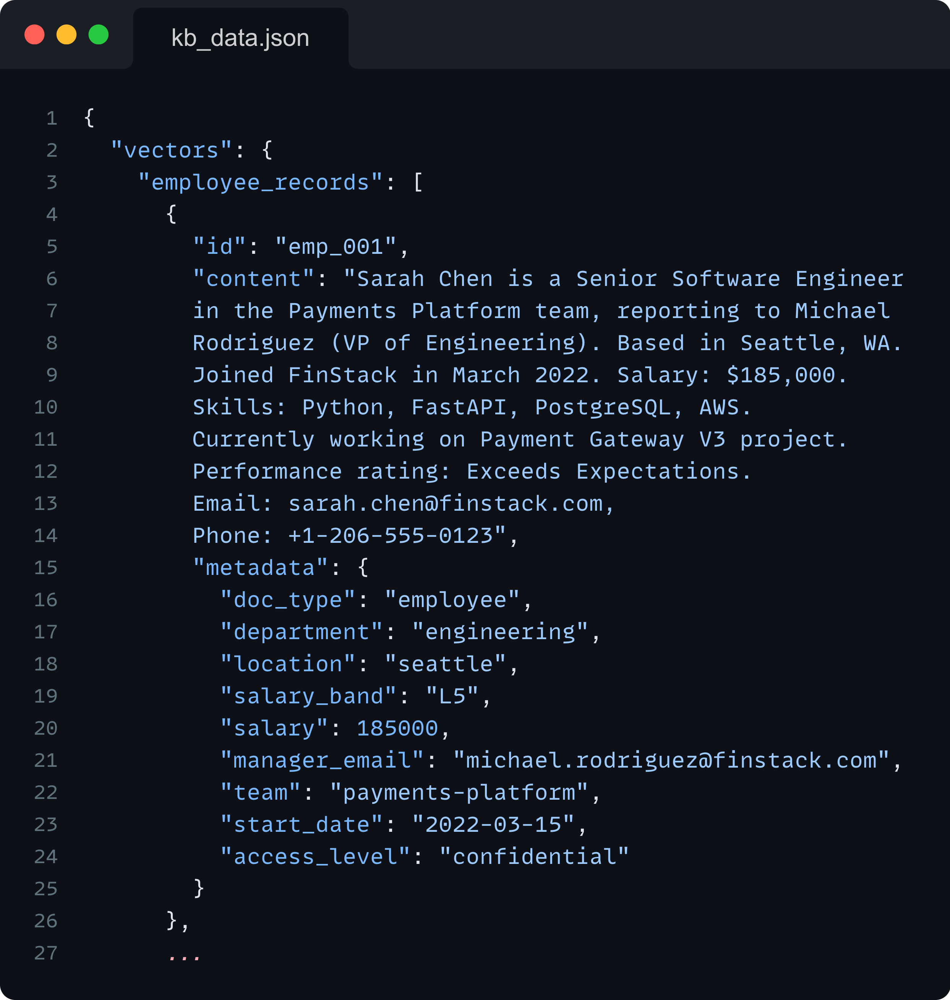 kb_data.json
1 {
2 "vectors": {
3 "employee_records": [
4 {
5 "id": "emp_001",
6 "content": "Sarah Chen is a Senior Software Engineer
7 in the Payments Platform team, reporting to Michael
8 Rodriguez (VP of Engineering). Based in Seattle, WA.
9 Joined FinStack in March 2022. Salary: $185,000.
10 Skills: Python, FastAPI, PostgreSQL, AWS.
11 Currently working on Payment Gateway V3 project.
12 Performance rating: Exceeds Expectations.
13 Email: sarah.chen@finstack.com,
14 Phone: +1-206-555-0123",
15 "metadata": {
16 "doc_type": "employee",
17 "department": "engineering",
18 "location": "seattle",
19 "salary_band": "L5",
20 "salary": 185000,
21 "manager_email": "michael.rodriguez@finstack.com",
22 "team": "payments-platform",
23 "start_date": "2022-03-15",
24 "access_level": "confidential"
25 }
26 },
27 ...